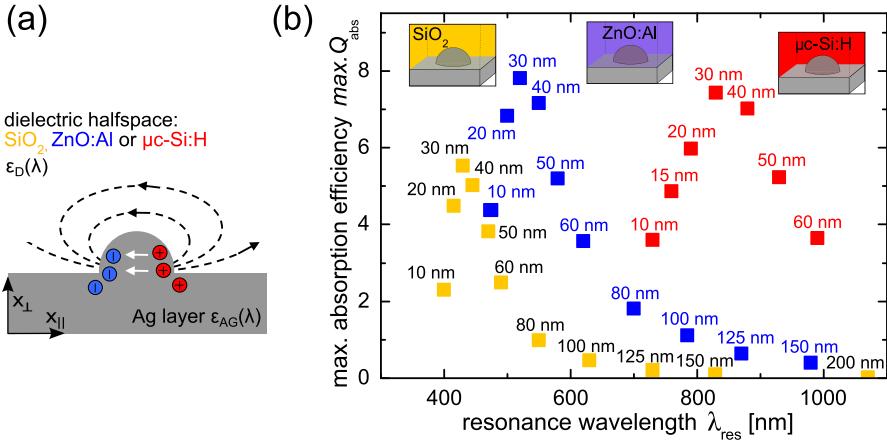 (a)
dielectric halfspace:
SiO₂, ZnO:Al or µc-Si:H
ε_D(λ)
X⊥
X||
Ag layer ε_AG(λ)
(b)
max. absorption efficiency max.Q_abs
8
6
4
2
0
400
600
800
1000
resonance wavelength λ_res [nm]
SiO₂
ZnO:Al
µc-Si:H
10 nm
20 nm
30 nm
40 nm
50 nm
60 nm
80 nm
100 nm
125 nm
150 nm
200 nm
10 nm
20 nm
30 nm
40 nm
50 nm
60 nm
80 nm
100 nm
125 nm
150 nm
10 nm
15 nm
20 nm
30 nm
40 nm
50 nm
60 nm